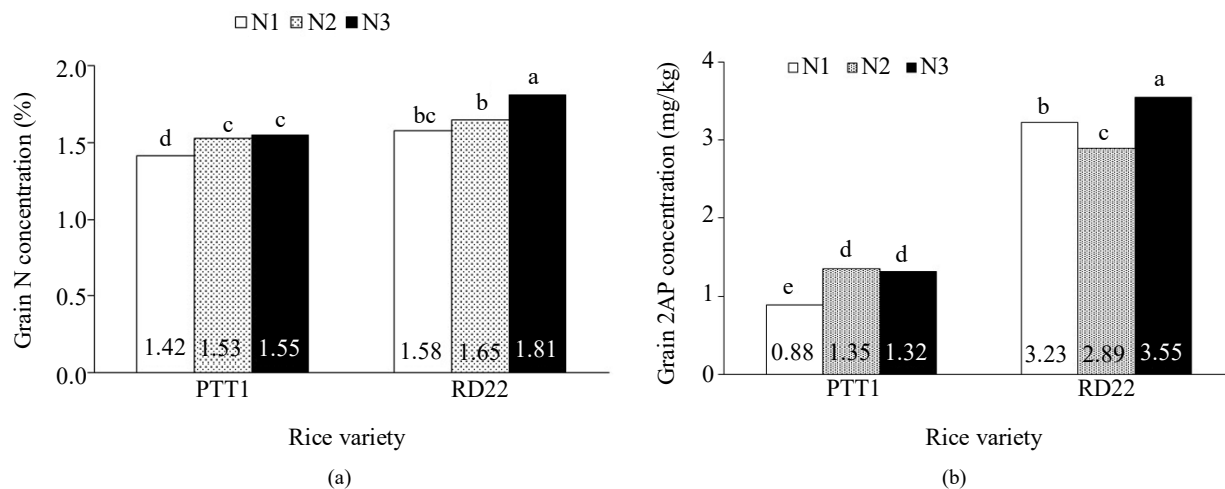 N1 N2 N3
Grain N concentration (%)
2.0
1.5
1.0
0.5
0.0
d c c bc b a
1.42 1.53 1.55 1.58 1.65 1.81
PTT1 RD22
Rice variety
(a)
N1 N2 N3
Grain 2AP concentration (mg/kg)
4
3
2
1
0
e d d b c a
0.88 1.35 1.32 3.23 2.89 3.55
PTT1 RD22
Rice variety
(b)